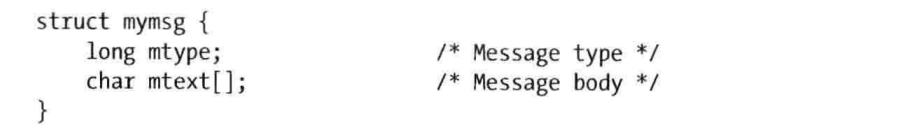 struct mymsg {
    long mtype;                 /* Message type */
    char mtext[];               /* Message body */
}